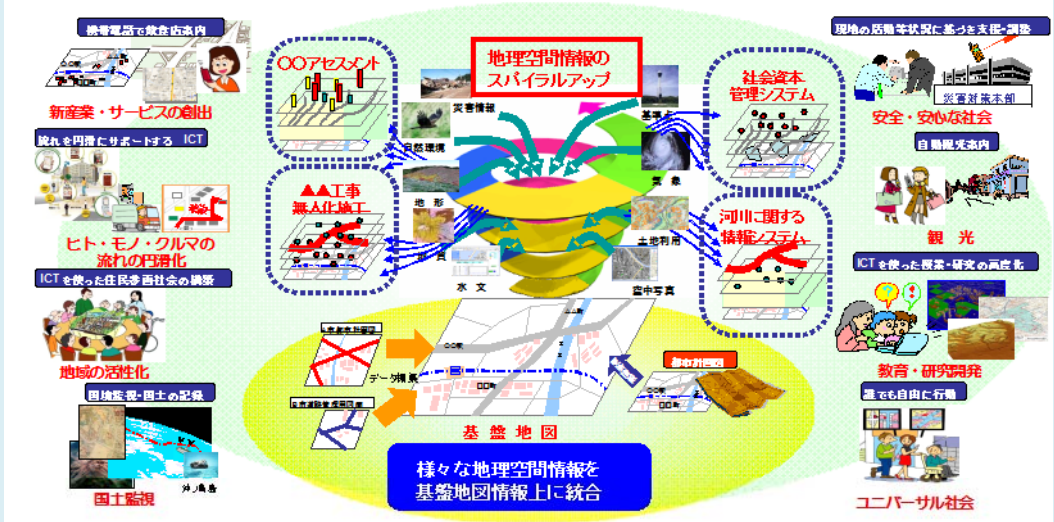 携帯電話で飲食店案内
新産業・サービスの創出
流れを円滑にサポートする ICT
ヒト・モノ・クルマの
流れの円滑化
ICTを使った住民参画社会の構築
地域の活性化
国境監視・国土の記録
沖ノ鳥島
国土監視
〇〇アセスメント
▲▲工事
無人化施工
地理空間情報の
スパイラルアップ
災害情報
自然環境
地 形
水 文
基準点
気 象
土地利用
空中写真
社会資本
管理システム
河川に関する
情報システム
データ構築
都市計画図
基 盤 地 図
様々な地理空間情報を
基盤地図情報上に統合
現地の活動等状況に基づき支援・調整
災害対策本部
安全・安心な社会
自動観光案内
観 光
ICTを使った授業・研究の高度化
教育・研究開発
誰でも自由に行動
ユニバーサル社会